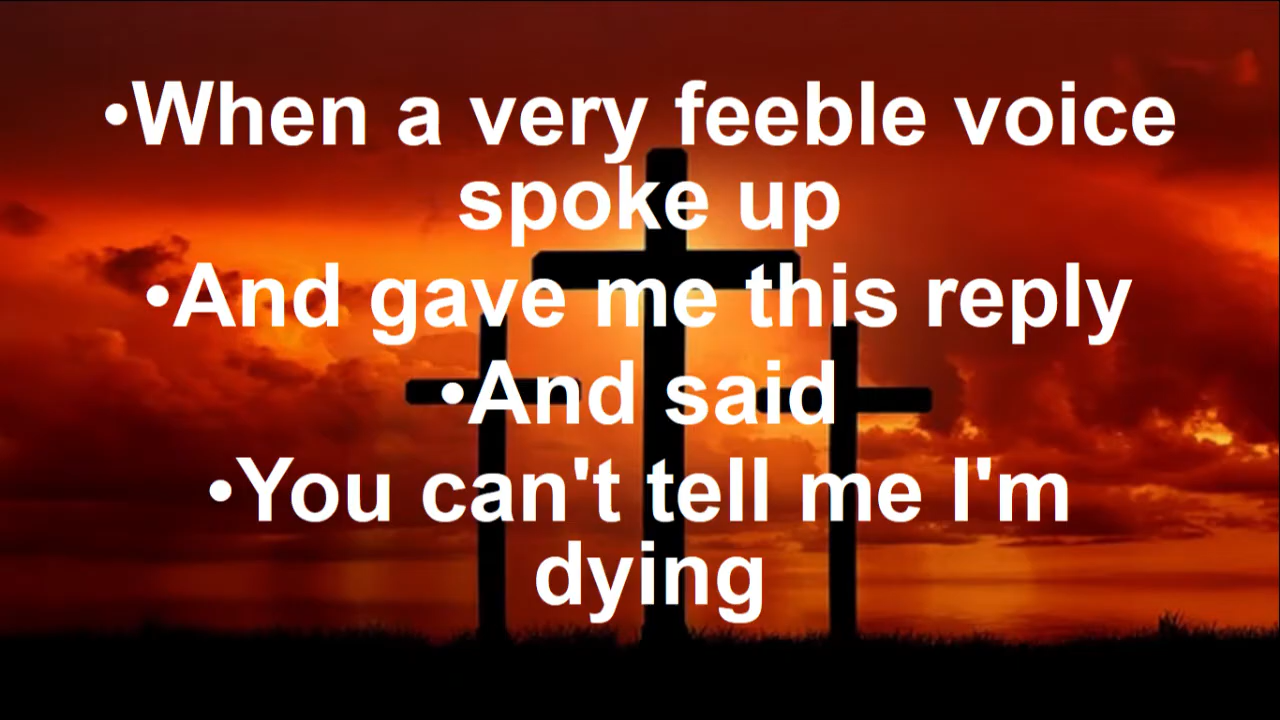 •When a very feeble voice
spoke up
•And gave me this reply
•And said
•You can't tell me I'm
dying